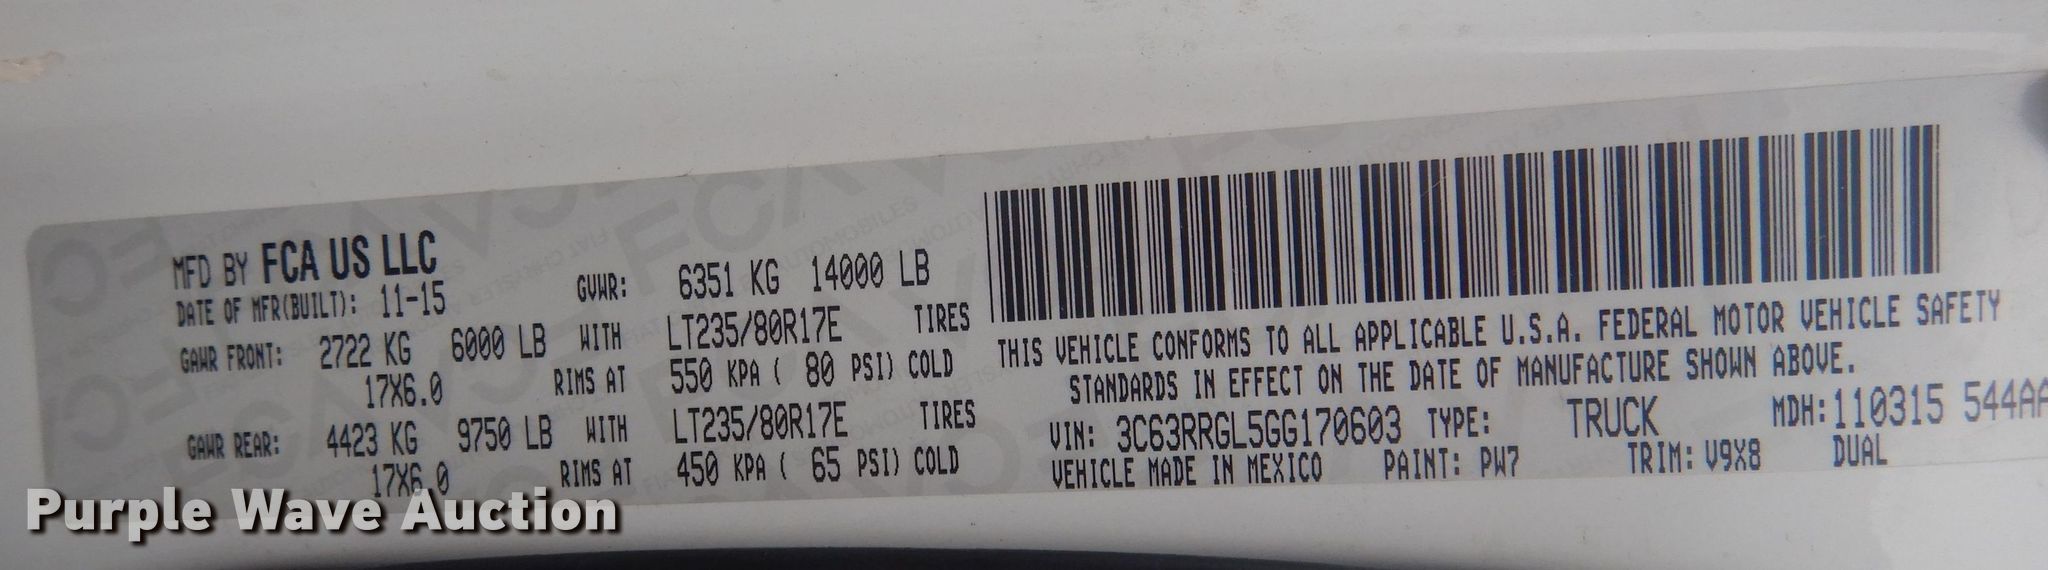 MFD BY FCA US LLC
DATE OF MFR(BUILT): 11-15 GVWR: 6351 KG 14000 LB
GAWR FRONT: 2722 KG 6000 LB WITH LT235/80R17E TIRES
17X6.0 RIMS AT 550 KPA ( 80 PSI) COLD
GAWR REAR: 4423 KG 9750 LB WITH LT235/80R17E TIRES
17X6.0 RIMS AT 450 KPA ( 65 PSI) COLD
THIS VEHICLE CONFORMS TO ALL APPLICABLE U.S.A. FEDERAL MOTOR VEHICLE SAFETY
STANDARDS IN EFFECT ON THE DATE OF MANUFACTURE SHOWN ABOVE.
VIN: 3C63RRGL5GG170603 TYPE: TRUCK MDH: 110315 544AA
VEHICLE MADE IN MEXICO PAINT: PW7 TRIM: V9X8 DUAL
Purple Wave Auction